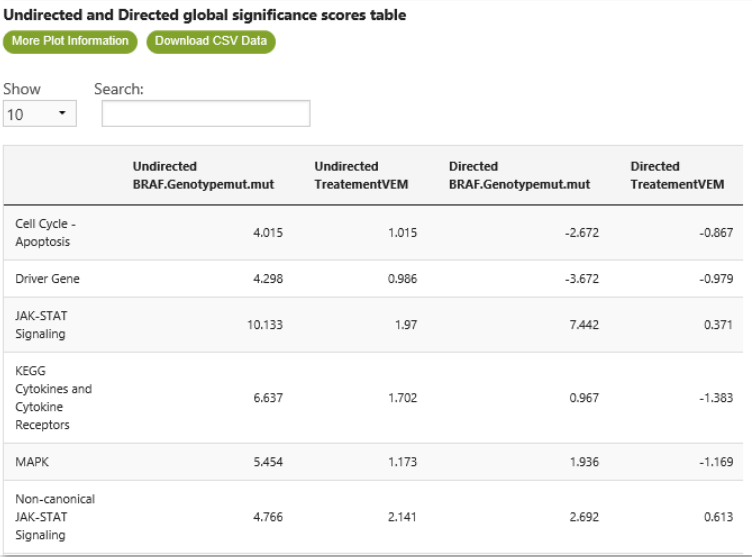 Undirected and Directed global significance scores table
More Plot Information Download CSV Data
Show Search:
10
Undirected Undirected Directed Directed
BRAF.Genotypemut.mut TreatementVEM BRAF.Genotypemut.mut TreatementVEM
Cell Cycle -
Apoptosis 4.015 1.015 -2.672 -0.867
Driver Gene 4.298 0.986 -3.672 -0.979
JAK-STAT
Signaling 10.133 1.97 7.442 0.371
KEGG
Cytokines and
Cytokine
Receptors 6.637 1.702 0.967 -1.383
MAPK 5.454 1.173 1.936 -1.169
Non-canonical
JAK-STAT 4.766 2.141 2.692 0.613
Signaling